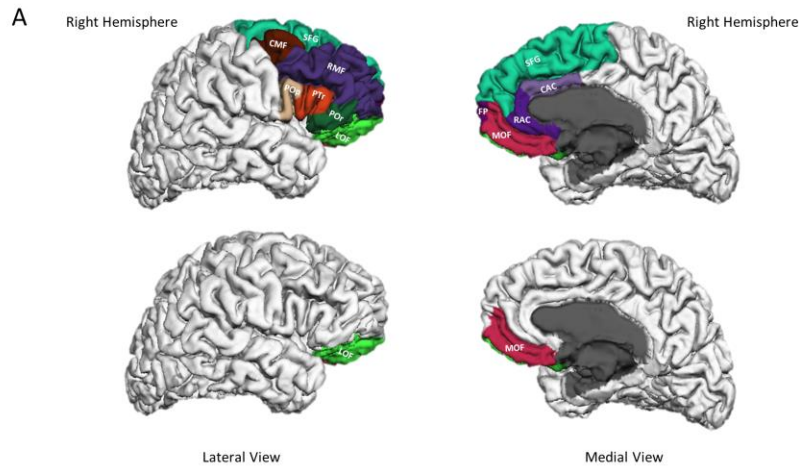 A
Right Hemisphere
Right Hemisphere
CMF
SFG
RMF
POp
PTr
POr
LOF
SFG
CAC
FP
RAC
MOF
LOF
MOF
Lateral View
Medial View